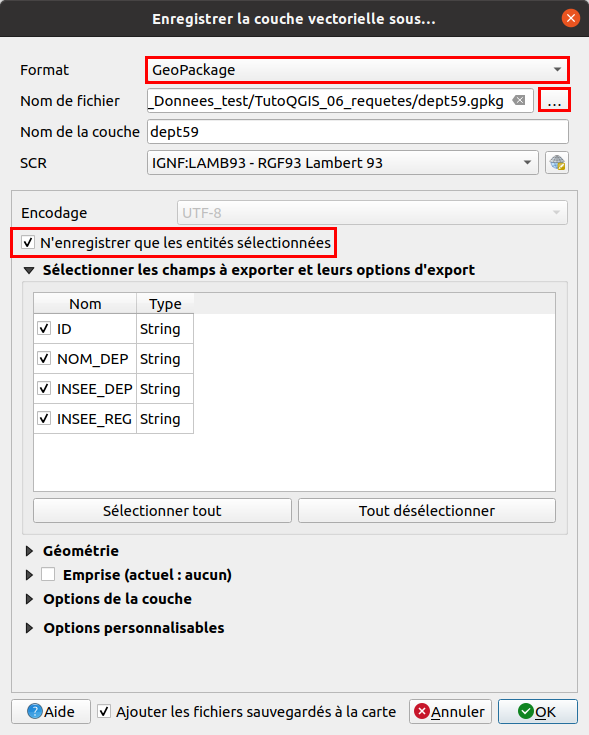 Enregistrer la couche vectorielle sous...
Format GeoPackage
Nom de fichier _Donnees_test/TutoQGIS_06_requetes/dept59.gpkg ...
Nom de la couche dept59
SCR IGNF:LAMB93 - RGF93 Lambert 93
Encodage UTF-8
N'enregistrer que les entités sélectionnées
Sélectionner les champs à exporter et leurs options d'export
Nom Type
ID String
NOM_DEP String
INSEE_DEP String
INSEE_REG String
Sélectionner tout Tout désélectionner
Géométrie
Emprise (actuel : aucun)
Options de la couche
Options personnalisables
Aide Ajouter les fichiers sauvegardés à la carte Annuler OK